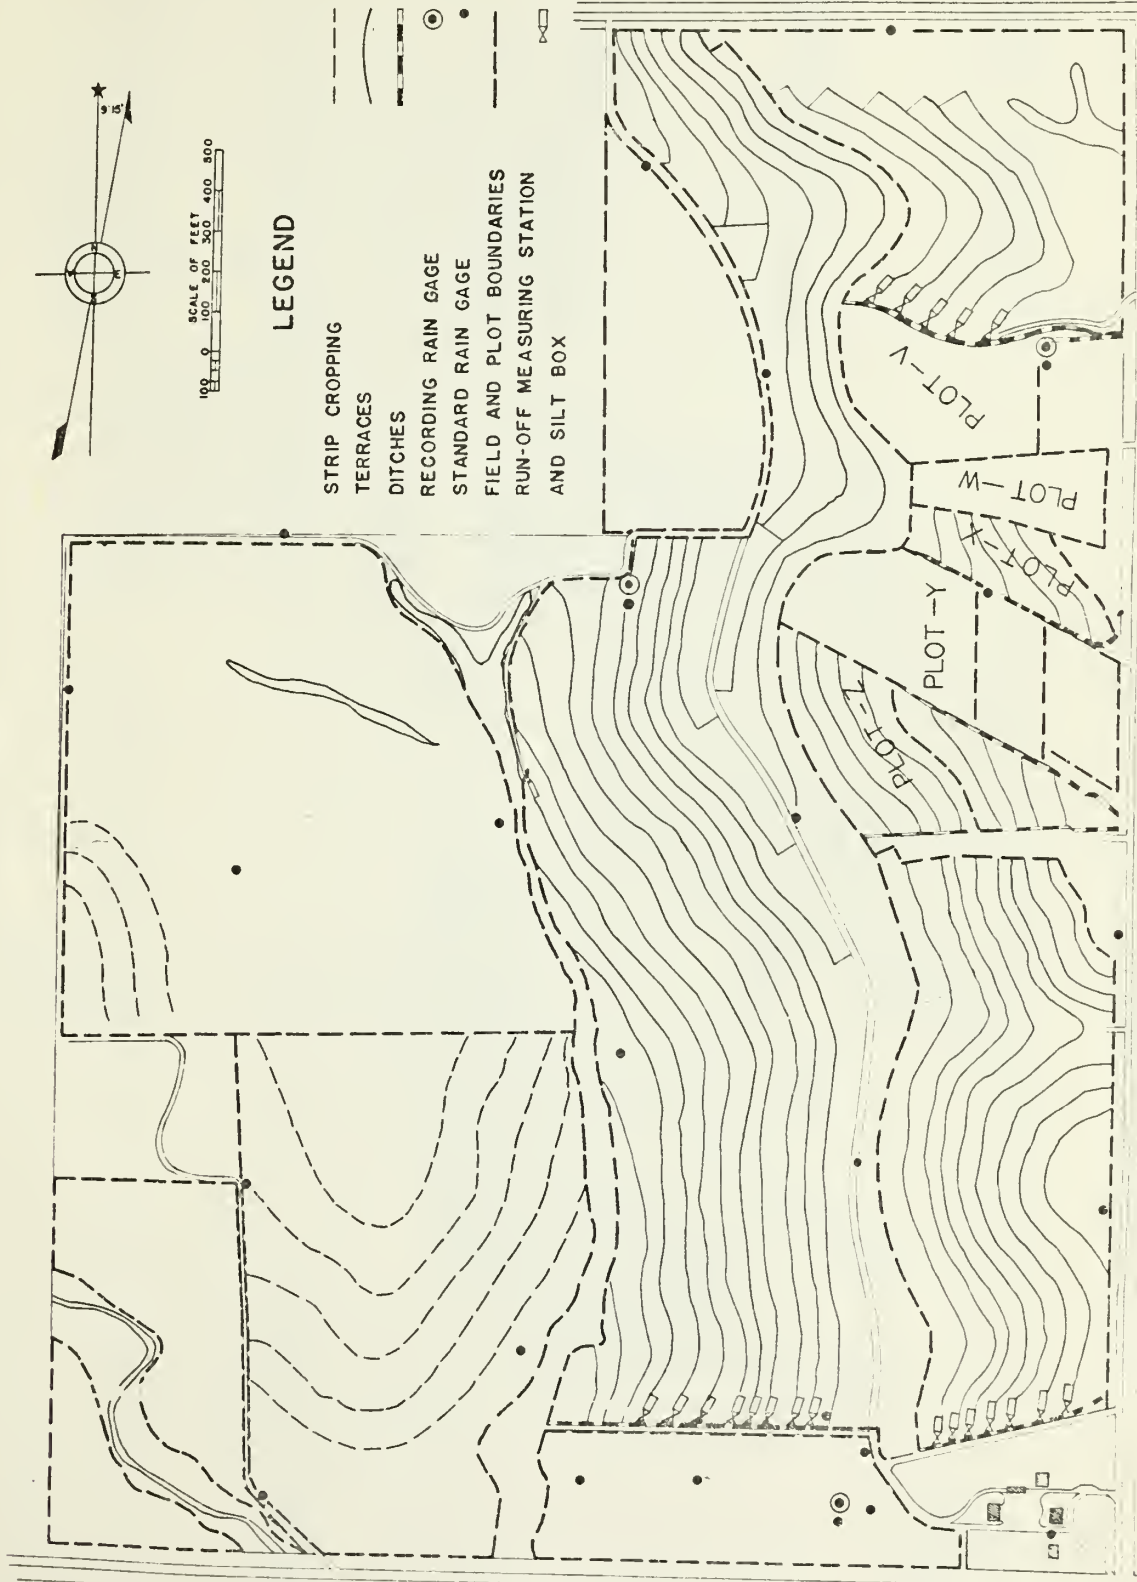 9°15'
N
SCALE OF FEET
100 0 100 200 300 400 500
LEGEND
STRIP CROPPING
TERRACES
DITCHES
RECORDING RAIN GAGE
STANDARD RAIN GAGE
FIELD AND PLOT BOUNDARIES
RUN-OFF MEASURING STATION
AND SILT BOX
PLOT-V
PLOT-W
PLOT-X
PLOT-Y
PLOT-Z